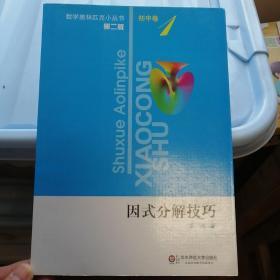 数学奥林匹克小丛书
第二版
初中卷
1
Shuxue Aolinpike
XIAOCONG
SHU
因式分解技巧
华东师范大学出版社